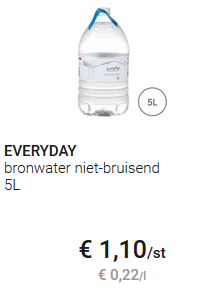 5L
EVERYDAY
bronwater niet-bruisend
5L
€ 1,10/st
€ 0,22/l